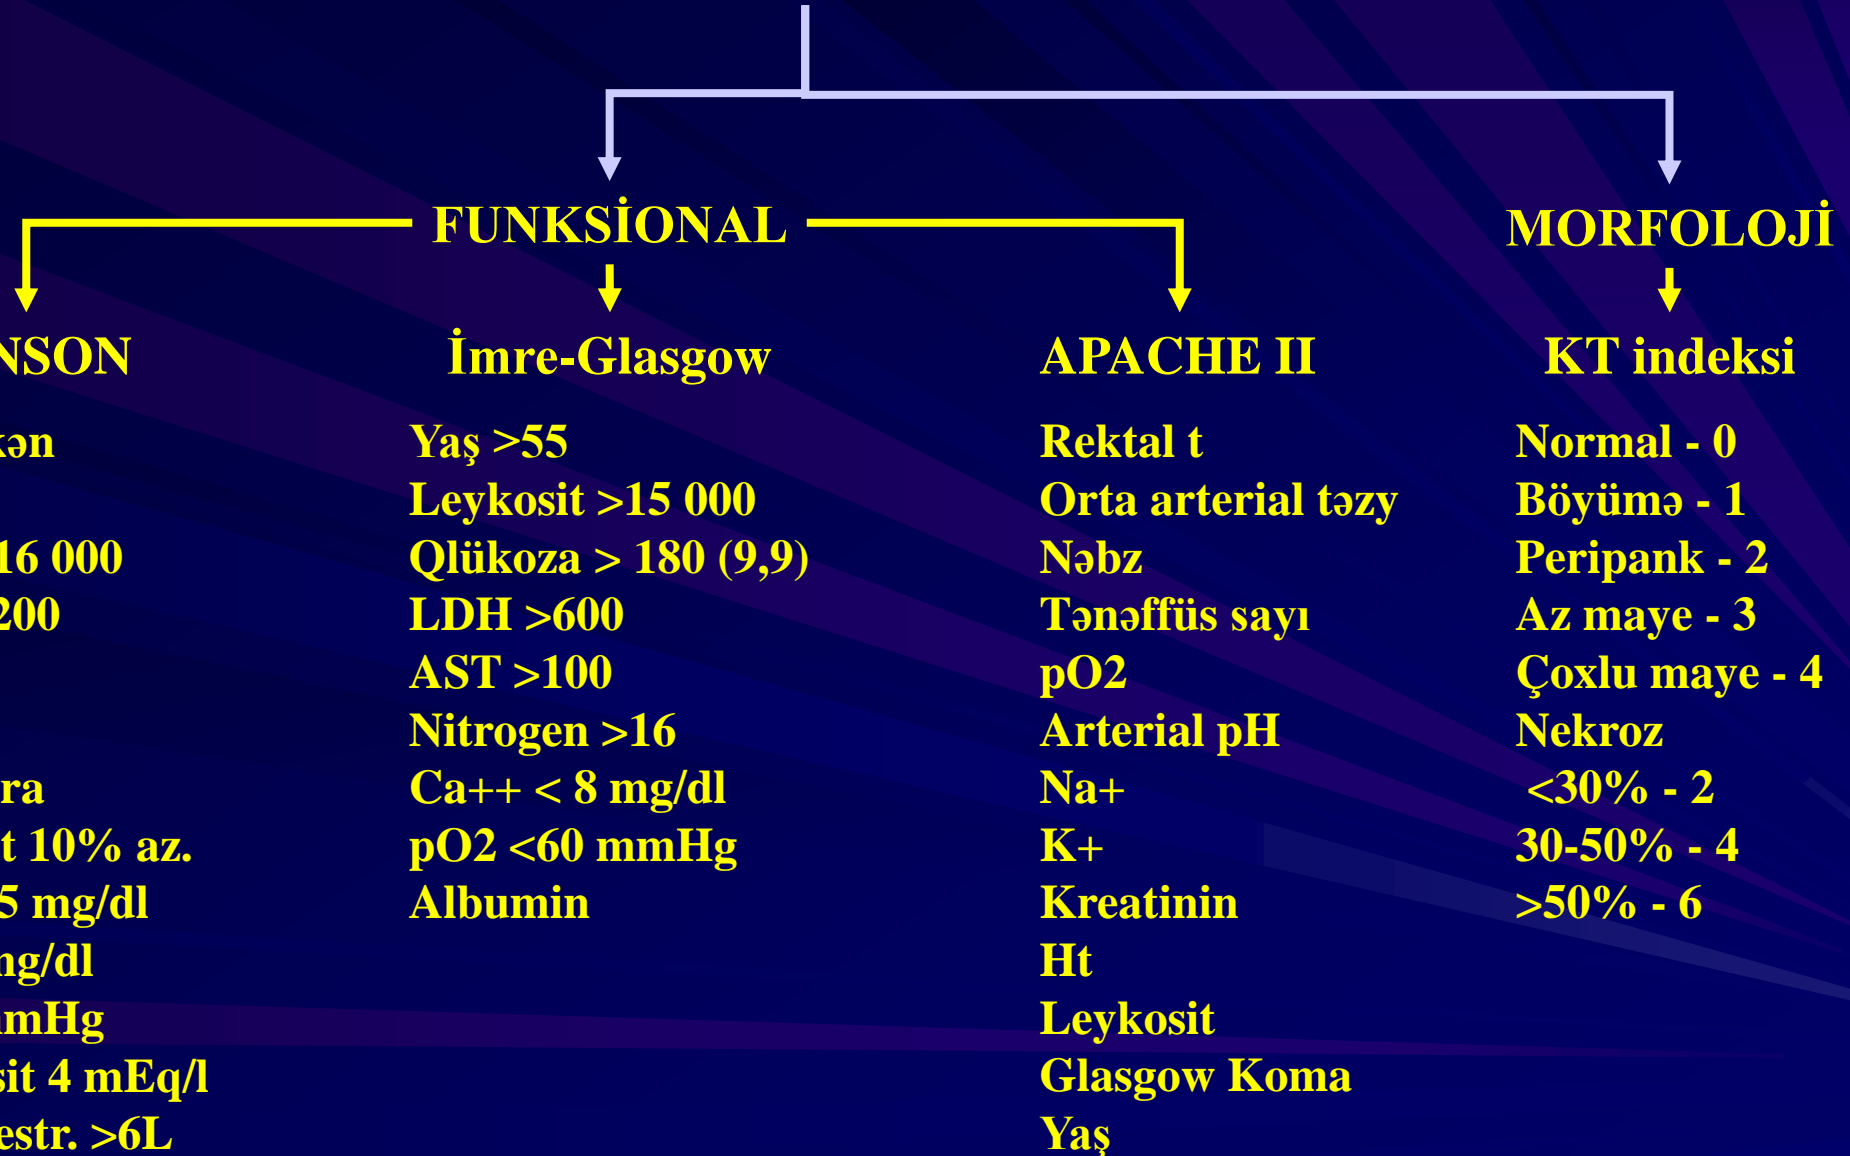 FUNKSİONAL
MORFOLOJİ
NSON
kən
16 000
200
ra
t 10% az.
5 mg/dl
mg/dl
mmHg
sit 4 mEq/l
estr. >6L
İmre-Glasgow
Yaş >55
Leykosit >15 000
Qlükoza > 180 (9,9)
LDH >600
AST >100
Nitrogen >16
Ca++ < 8 mg/dl
pO2 <60 mmHg
Albumin
APACHE II
Rektal t
Orta arterial təzy
Nəbz
Tənəffüs sayı
pO2
Arterial pH
Na+
K+
Kreatinin
Ht
Leykosit
Glasgow Koma
Yaş
KT indeksi
Normal - 0
Böyümə - 1
Peripank - 2
Az maye - 3
Çoxlu maye - 4
Nekroz
<30% - 2
30-50% - 4
>50% - 6